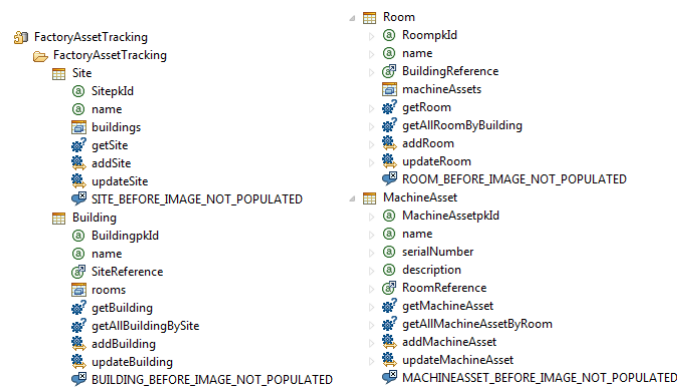 FactoryAssetTracking
FactoryAssetTracking
Site
SitepkId
name
buildings
getSite
addSite
updateSite
SITE_BEFORE_IMAGE_NOT_POPULATED
Building
BuildingpkId
name
SiteReference
rooms
getBuilding
getAllBuildingBySite
addBuilding
updateBuilding
BUILDING_BEFORE_IMAGE_NOT_POPULATED
Room
RoompkId
name
BuildingReference
machineAssets
getRoom
getAllRoomByBuilding
addRoom
updateRoom
ROOM_BEFORE_IMAGE_NOT_POPULATED
MachineAsset
MachineAssetpkId
name
serialNumber
description
RoomReference
getMachineAsset
getAllMachineAssetByRoom
addMachineAsset
updateMachineAsset
MACHINEASSET_BEFORE_IMAGE_NOT_POPULATED